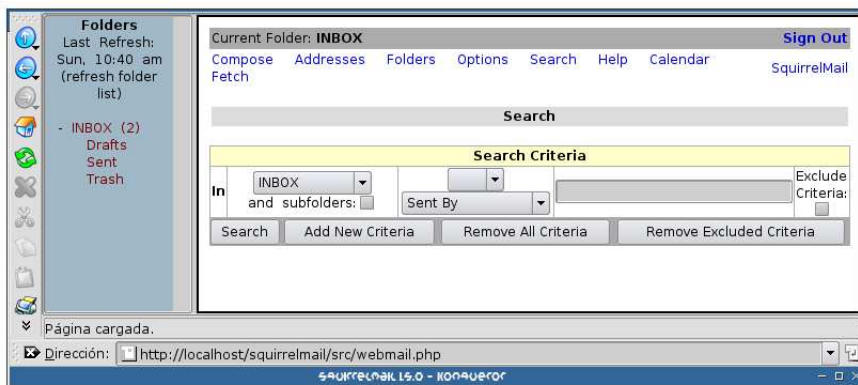 Folders
Last Refresh:
Sun, 10:40 am
(refresh folder
list)
- INBOX (2)
Drafts
Sent
Trash
Current Folder: INBOX
Sign Out
Compose Addresses Folders Options Search Help Calendar
Fetch
SquirrelMail
Search
Search Criteria
In
INBOX
and subfolders:
Sent By
Exclude
Criteria:
Search
Add New Criteria
Remove All Criteria
Remove Excluded Criteria
Página cargada.
Dirección: http://localhost/squirrelmail/src/webmail.php
SquirrelMail 1.5.0 - Konqueror